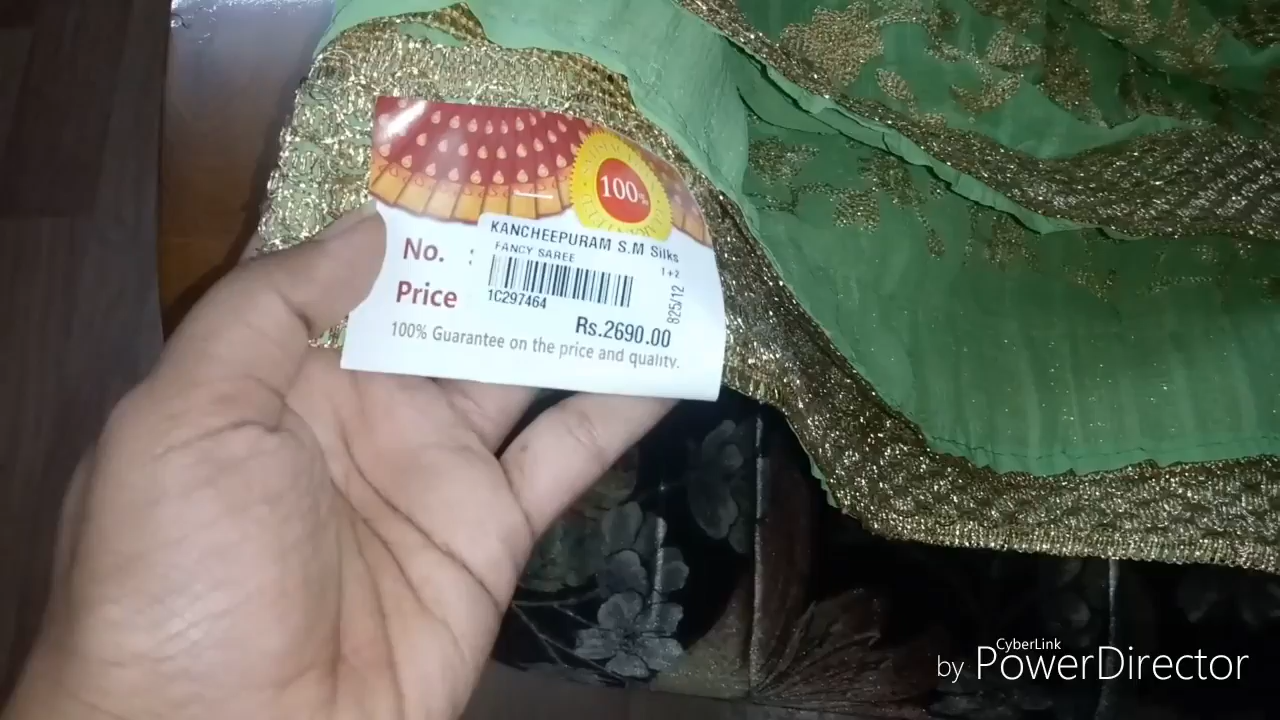 100%
KANCHEEPURAM S.M Silks
FANCY SAREE
1+2
No. :
1C297464
825/12
Price
Rs.2690.00
100% Guarantee on the price and quality.
CyberLink
by PowerDirector